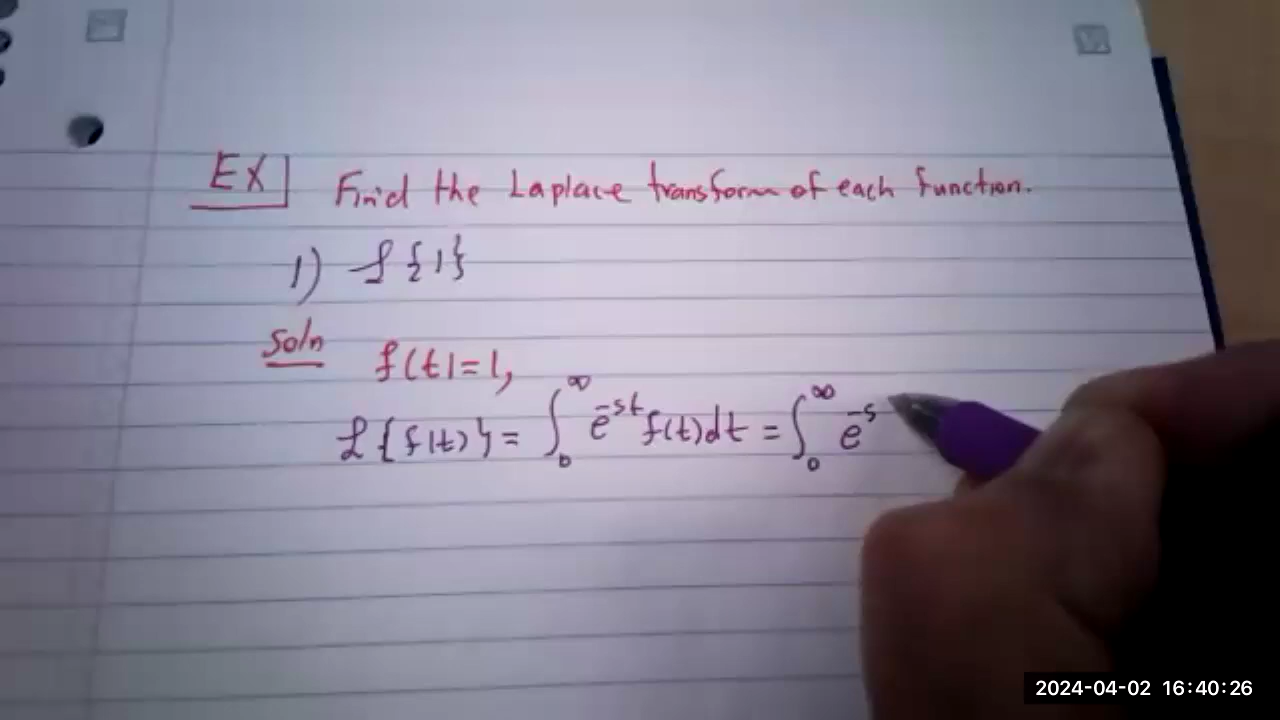 EX Find the Laplace transform of each function.
1) ℒ{1}
Soln f(t)=1,
ℒ{f(t)} = ∫₀^∞ e^-st f(t)dt = ∫₀^∞ e^-s
2024-04-02 16:40:26